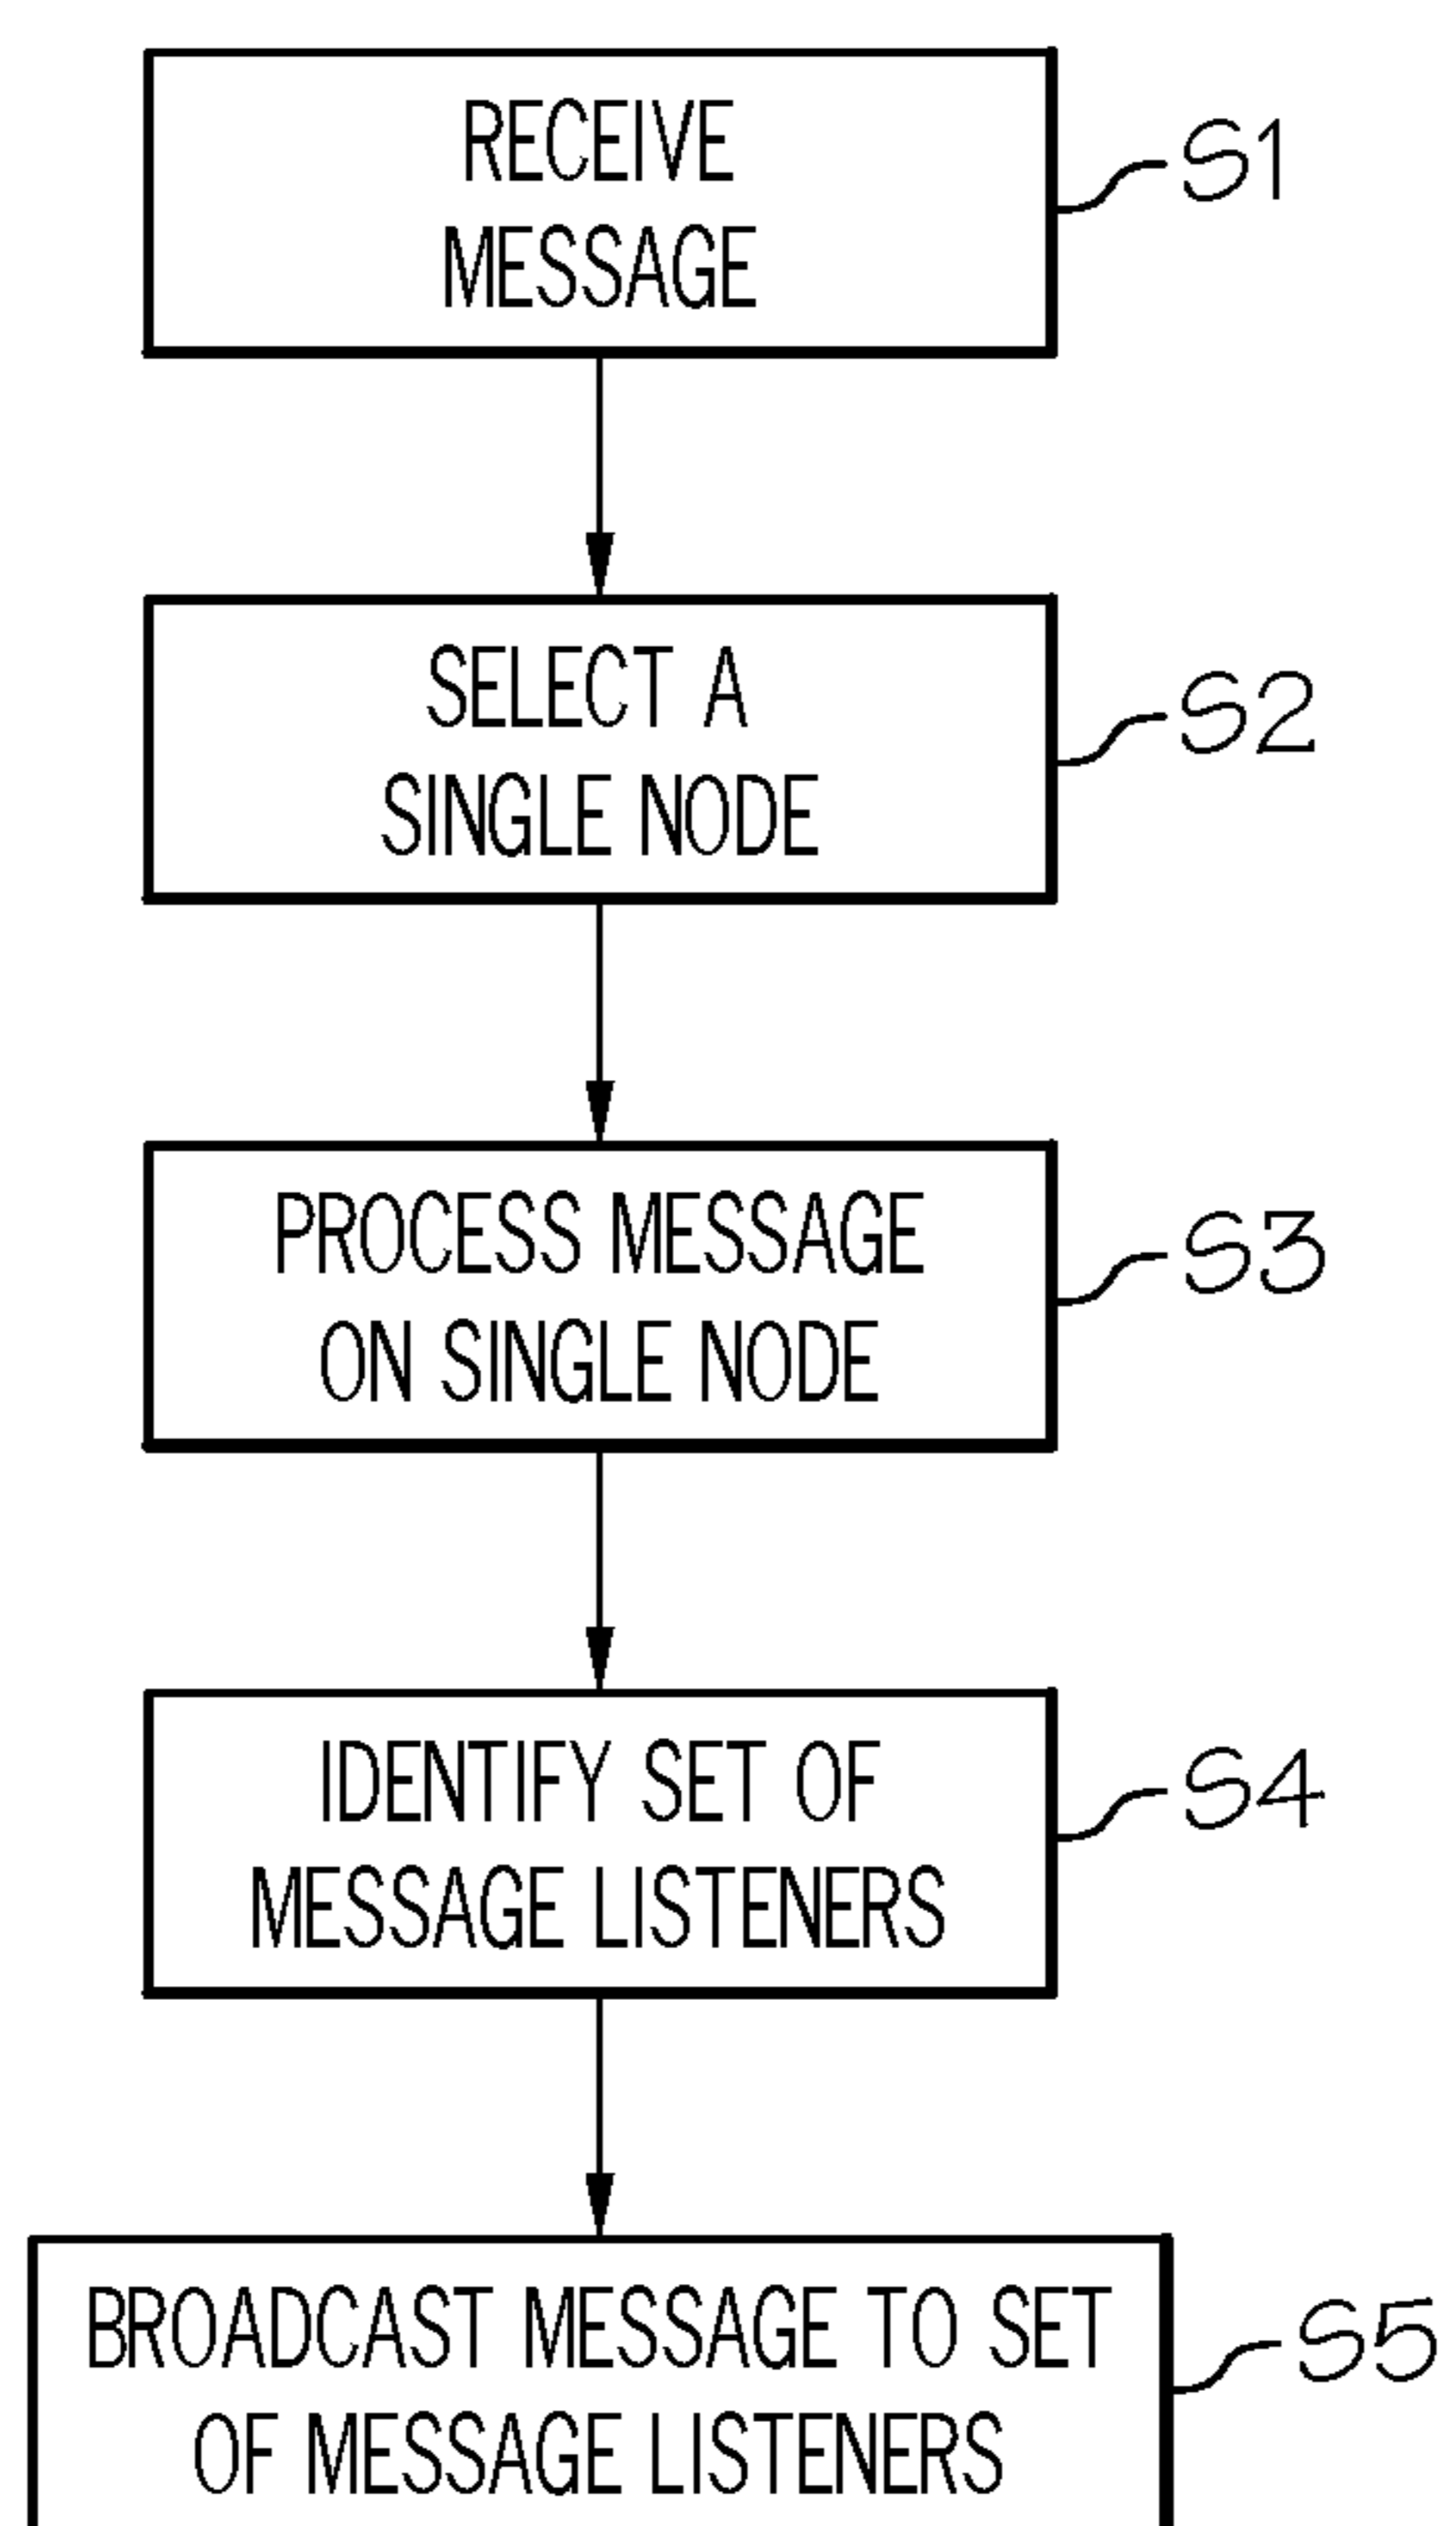 RECEIVE
MESSAGE
S1
SELECT A
SINGLE NODE
S2
PROCESS MESSAGE
ON SINGLE NODE
S3
IDENTIFY SET OF
MESSAGE LISTENERS
S4
BROADCAST MESSAGE TO SET
OF MESSAGE LISTENERS
S5